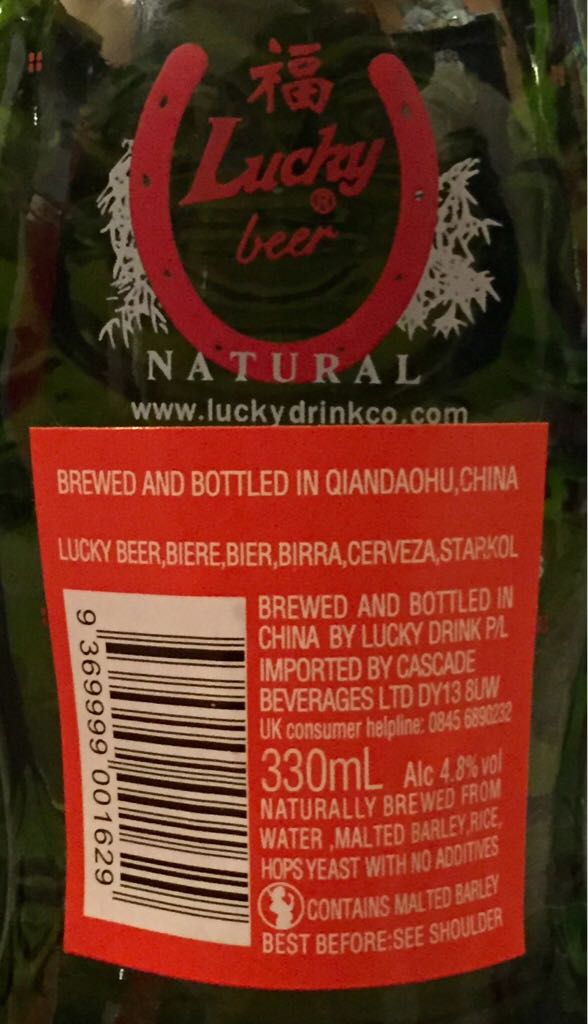 福
Lucky
®
beer
NATURAL
www.luckydrinkco.com
BREWED AND BOTTLED IN QIANDAOHU,CHINA
LUCKY BEER,BIERE,BIER,BIRRA,CERVEZA,STARKOL
9 369999 001629
BREWED AND BOTTLED IN
CHINA BY LUCKY DRINK P/L
IMPORTED BY CASCADE
BEVERAGES LTD DY13 8UW
UK consumer helpline: 0845 6890232
330mL Alc 4.8% vol
NATURALLY BREWED FROM
WATER ,MALTED BARLEY,RICE,
HOPS YEAST WITH NO ADDITIVES
CONTAINS MALTED BARLEY
BEST BEFORE:SEE SHOULDER